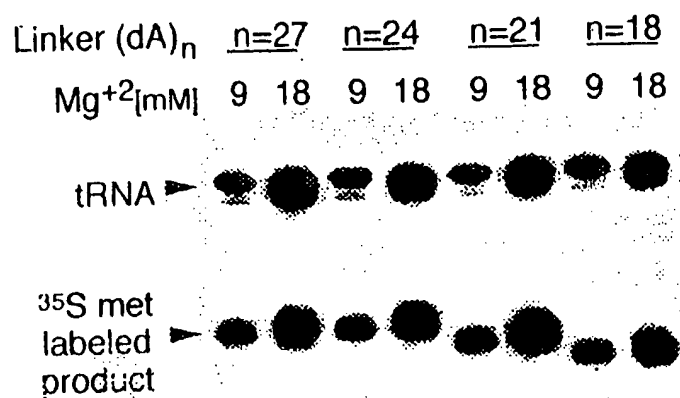 Linker (dA)n n=27 n=24 n=21 n=18
Mg+2[mM] 9 18 9 18 9 18 9 18
tRNA
35S met
labeled
product